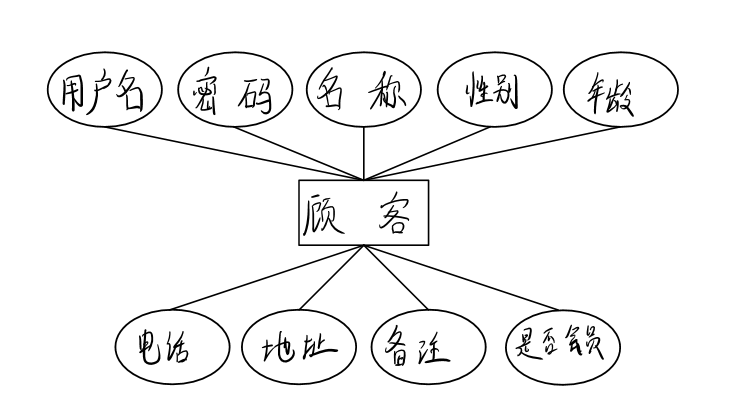 用户名 密码 名称 性别 年龄
顾客
电话 地址 备注 是否会员